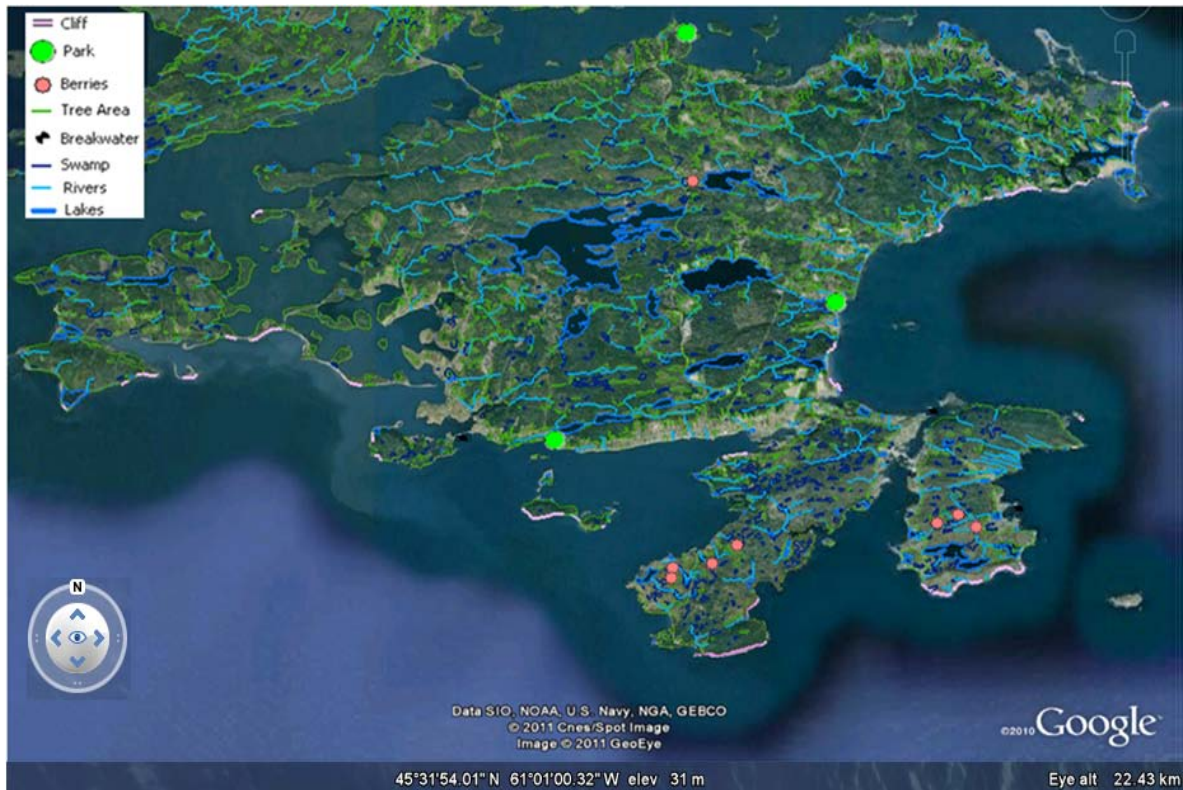 Cliff
Park
Berries
Tree Area
Breakwater
Swamp
Rivers
Lakes
N
Data SIO, NOAA, U.S. Navy, NGA, GEBCO
© 2011 Cnes/Spot Image
Image © 2011 GeoEye
©2010 Google
45°31'54.01" N 61°01'00.32" W elev 31 m
Eye alt 22.43 km